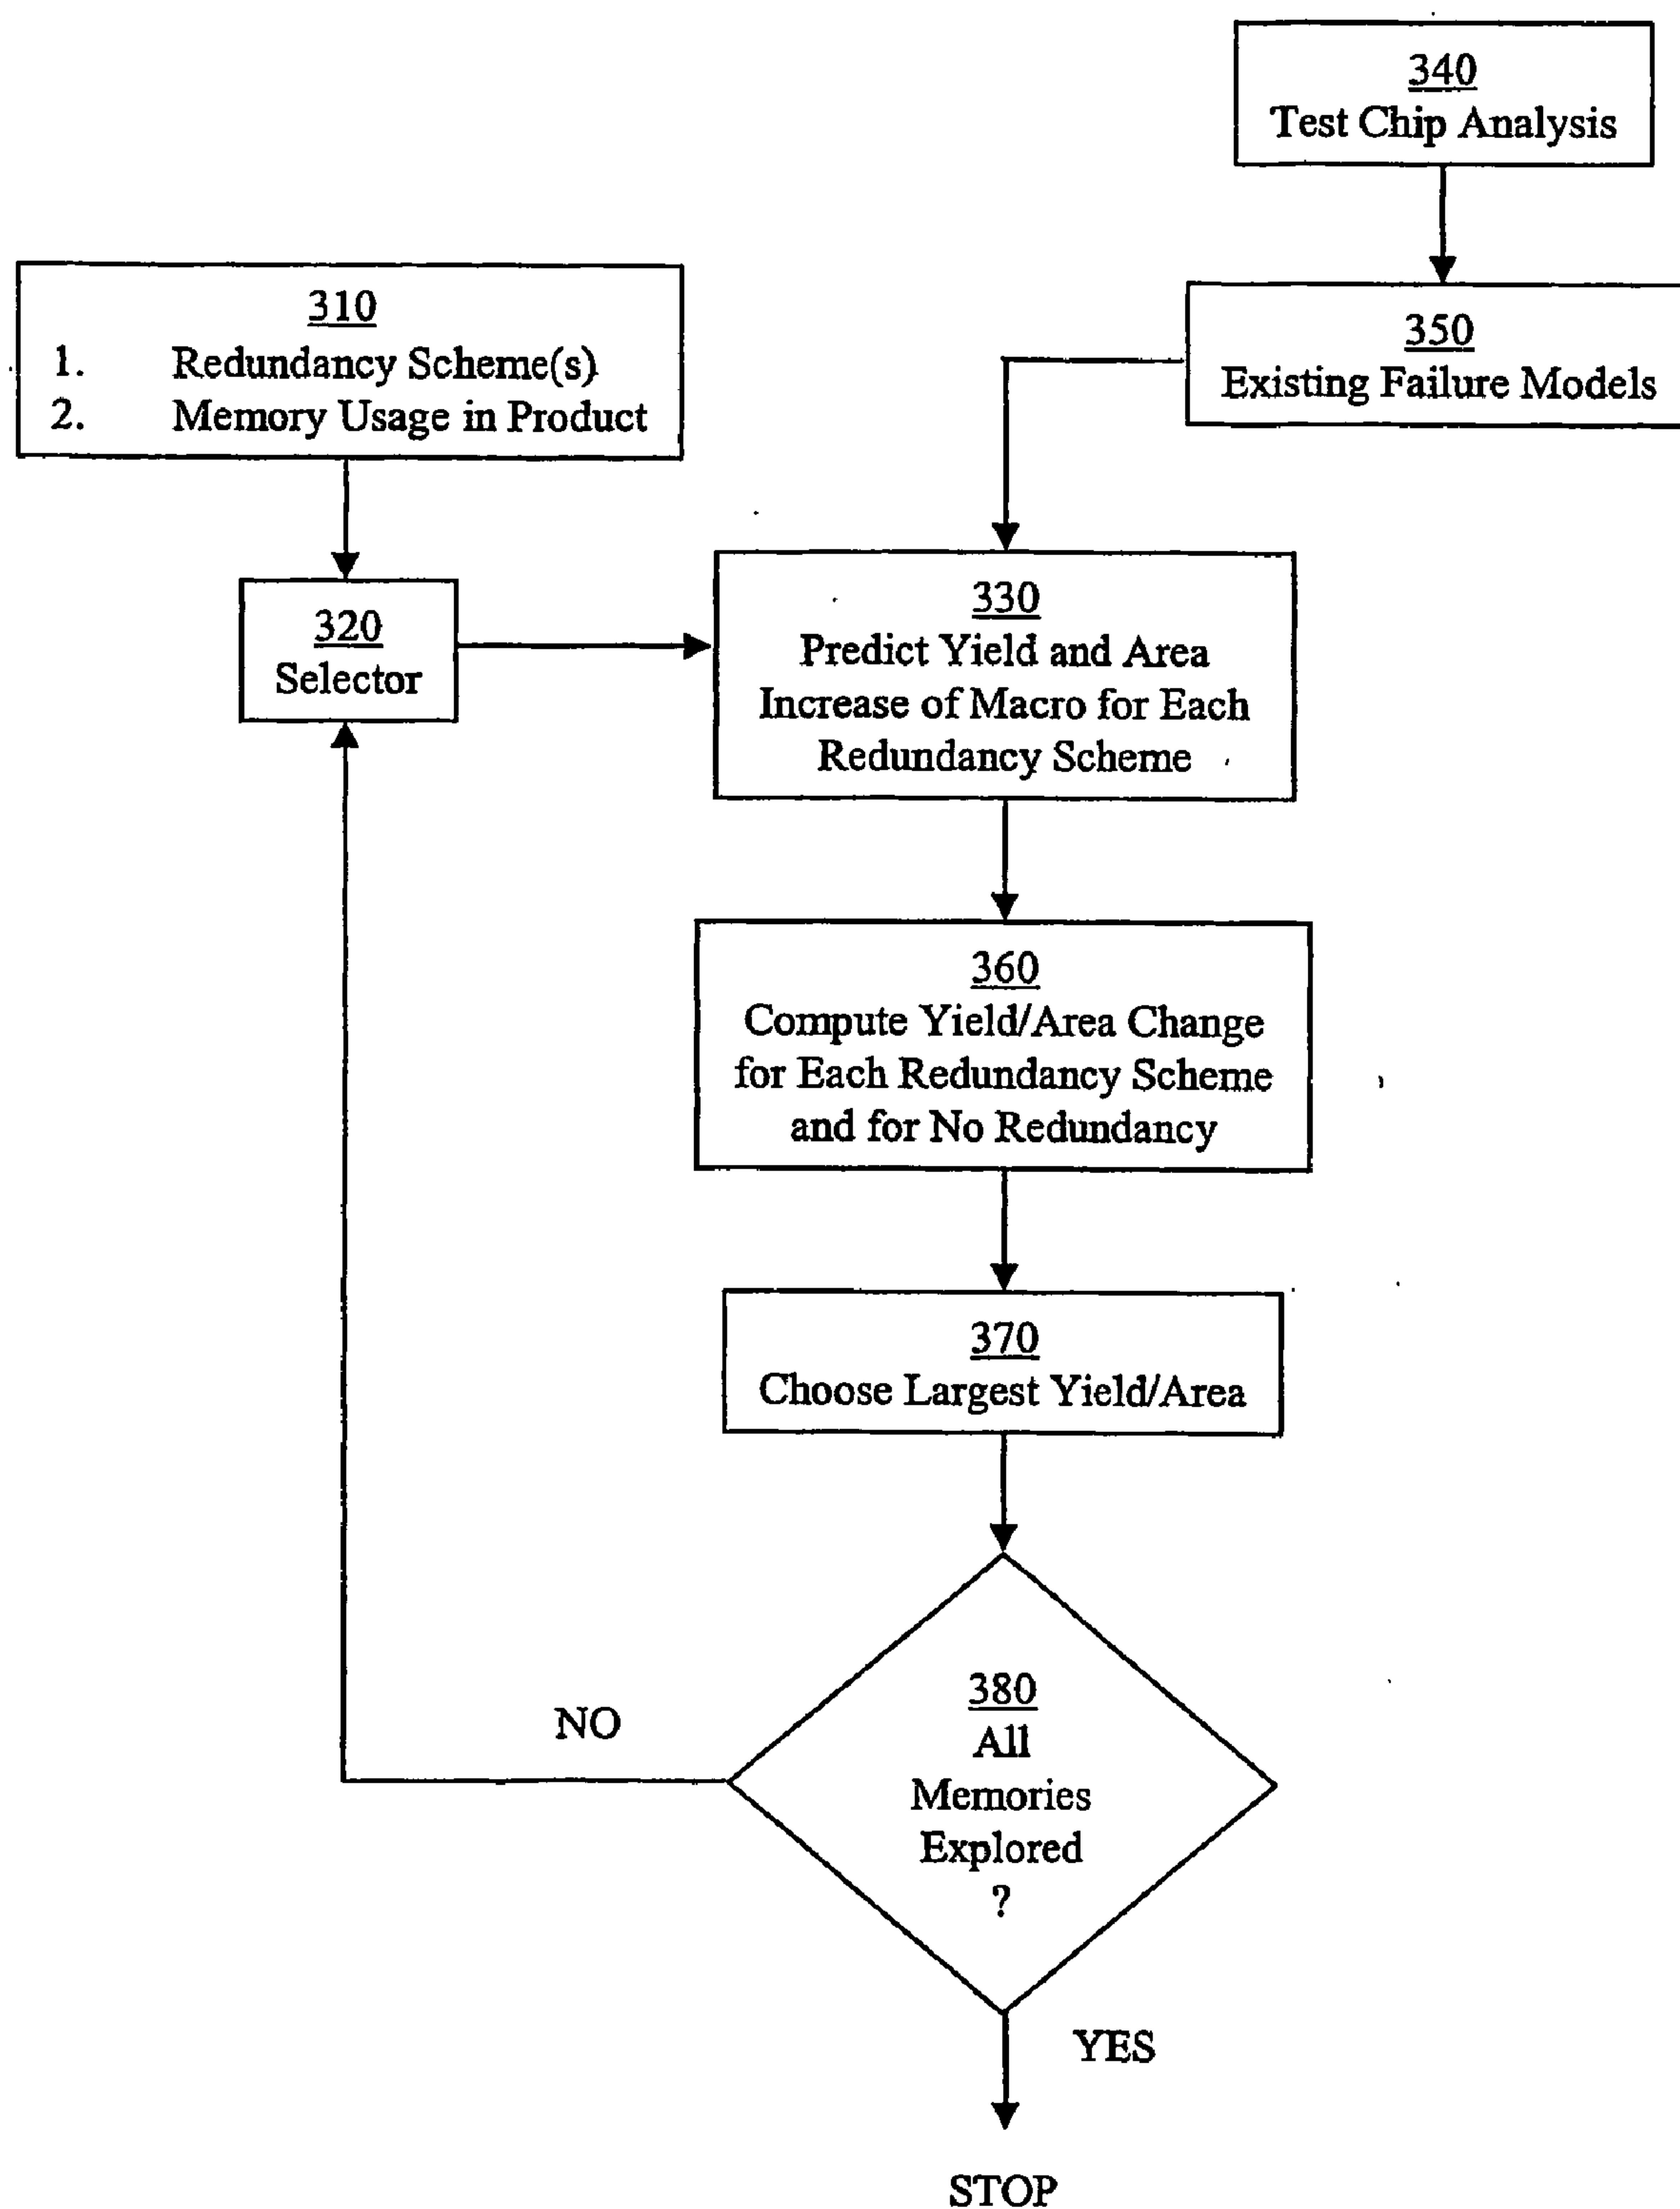 340
Test Chip Analysis
310
1. Redundancy Scheme(s)
2. Memory Usage in Product
350
Existing Failure Models
320
Selector
330
Predict Yield and Area
Increase of Macro for Each
Redundancy Scheme
360
Compute Yield/Area Change
for Each Redundancy Scheme
and for No Redundancy
370
Choose Largest Yield/Area
380
All
Memories
Explored
?
NO
YES
STOP